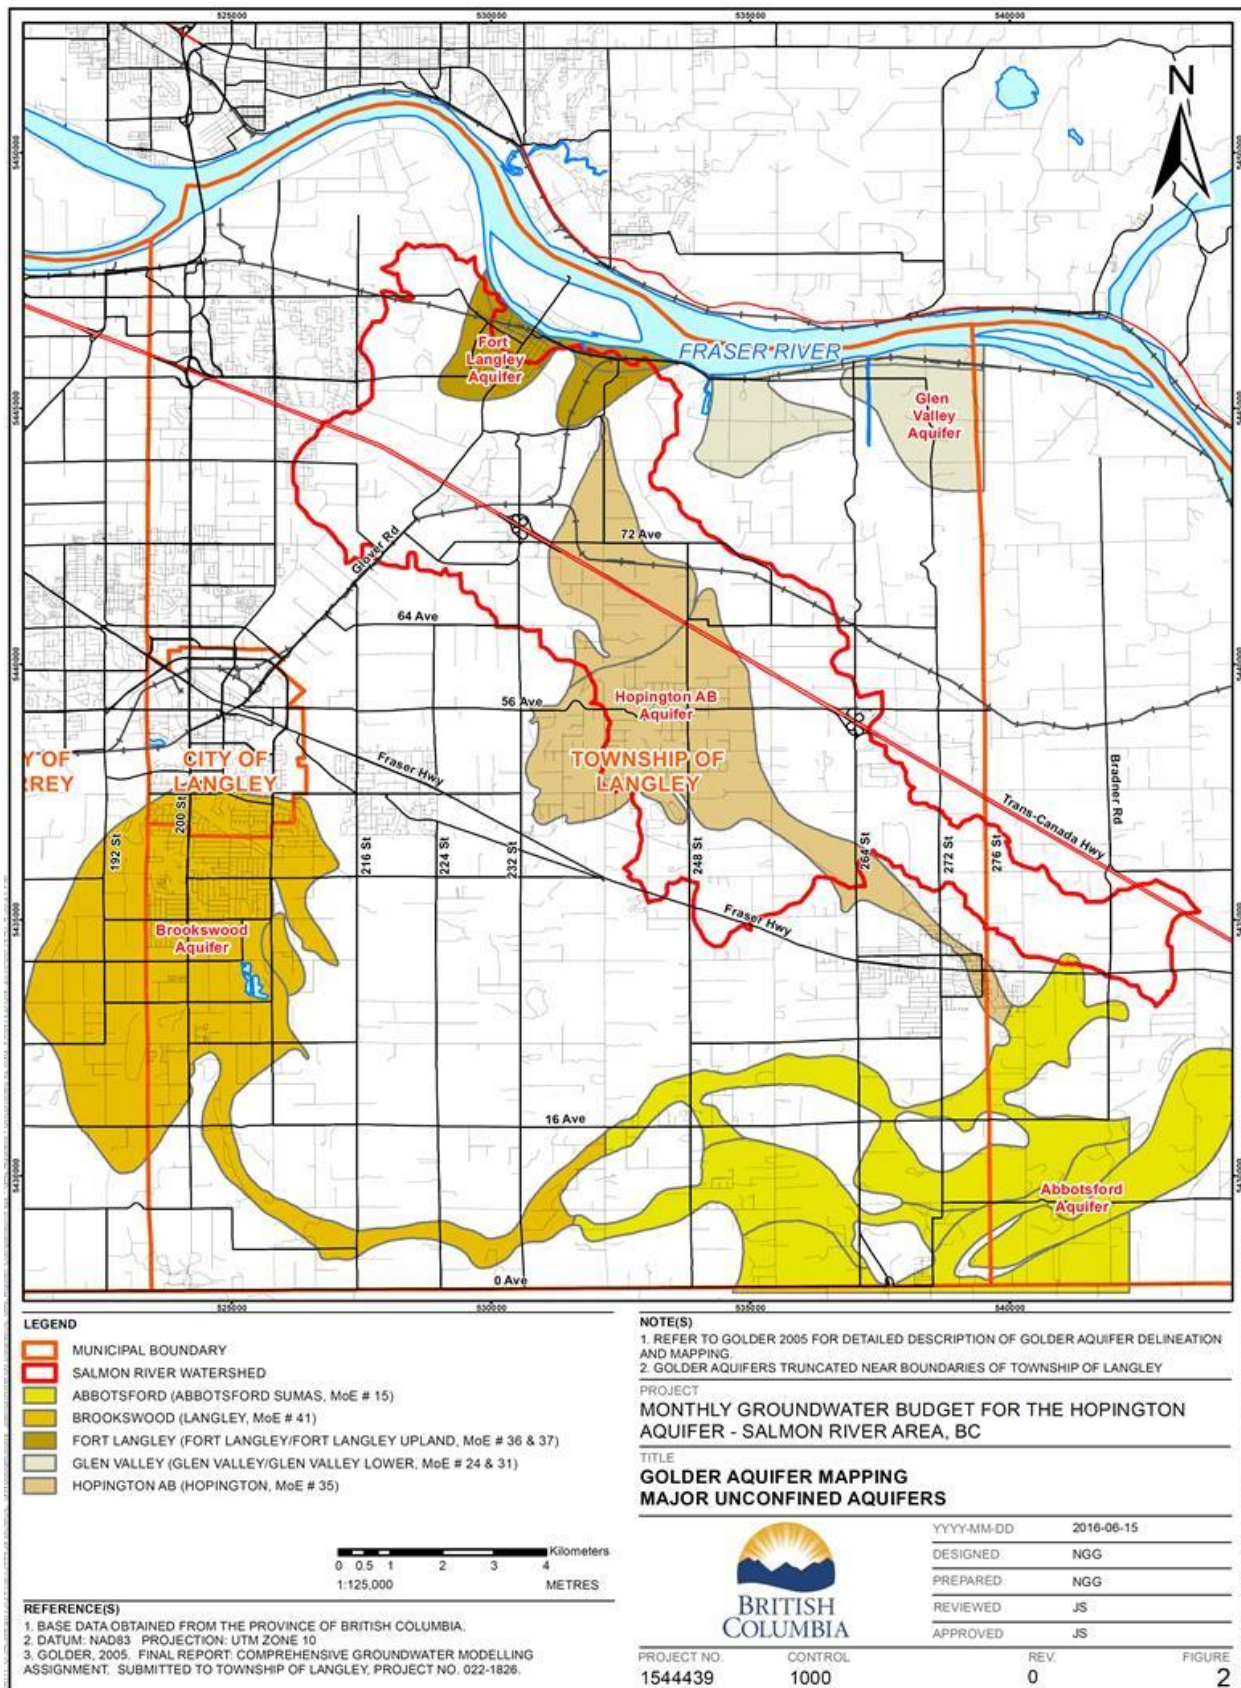 525000
530000
535000
540000
N
5450000
5445000
5440000
5435000
5430000
FRASER RIVER
Fort
Langley
Aquifer
Glen
Valley
Aquifer
Glover Rd
72 Ave
64 Ave
56 Ave
Hopington AB
Aquifer
Y OF
RREY
CITY OF
LANGLEY
TOWNSHIP OF
LANGLEY
Fraser Hwy
Trans-Canada Hwy
Bradner Rd
192 St
200 St
216 St
224 St
232 St
248 St
264 St
272 St
276 St
Fraser Hwy
Brookswood
Aquifer
16 Ave
Abbotsford
Aquifer
0 Ave
525000
530000
535000
540000
LEGEND
MUNICIPAL BOUNDARY
SALMON RIVER WATERSHED
ABBOTSFORD (ABBOTSFORD SUMAS, MoE # 15)
BROOKSWOOD (LANGLEY, MoE # 41)
FORT LANGLEY (FORT LANGLEY/FORT LANGLEY UPLAND, MoE # 36 & 37)
GLEN VALLEY (GLEN VALLEY/GLEN VALLEY LOWER, MoE # 24 & 31)
HOPINGTON AB (HOPINGTON, MoE # 35)
Kilometers
0 0.5 1 2 3 4
1:125,000 METRES
REFERENCE(S)
1. BASE DATA OBTAINED FROM THE PROVINCE OF BRITISH COLUMBIA.
2. DATUM: NAD83 PROJECTION: UTM ZONE 10
3. GOLDER, 2005. FINAL REPORT: COMPREHENSIVE GROUNDWATER MODELLING
ASSIGNMENT. SUBMITTED TO TOWNSHIP OF LANGLEY, PROJECT NO. 022-1826.
NOTE(S)
1. REFER TO GOLDER 2005 FOR DETAILED DESCRIPTION OF GOLDER AQUIFER DELINEATION
AND MAPPING.
2. GOLDER AQUIFERS TRUNCATED NEAR BOUNDARIES OF TOWNSHIP OF LANGLEY
PROJECT
MONTHLY GROUNDWATER BUDGET FOR THE HOPINGTON
AQUIFER - SALMON RIVER AREA, BC
TITLE
GOLDER AQUIFER MAPPING
MAJOR UNCONFINED AQUIFERS
BRITISH
COLUMBIA
YYYY-MM-DD 2016-06-15
DESIGNED NGG
PREPARED NGG
REVIEWED JS
APPROVED JS
PROJECT NO. CONTROL REV. FIGURE
1544439 1000 0 2